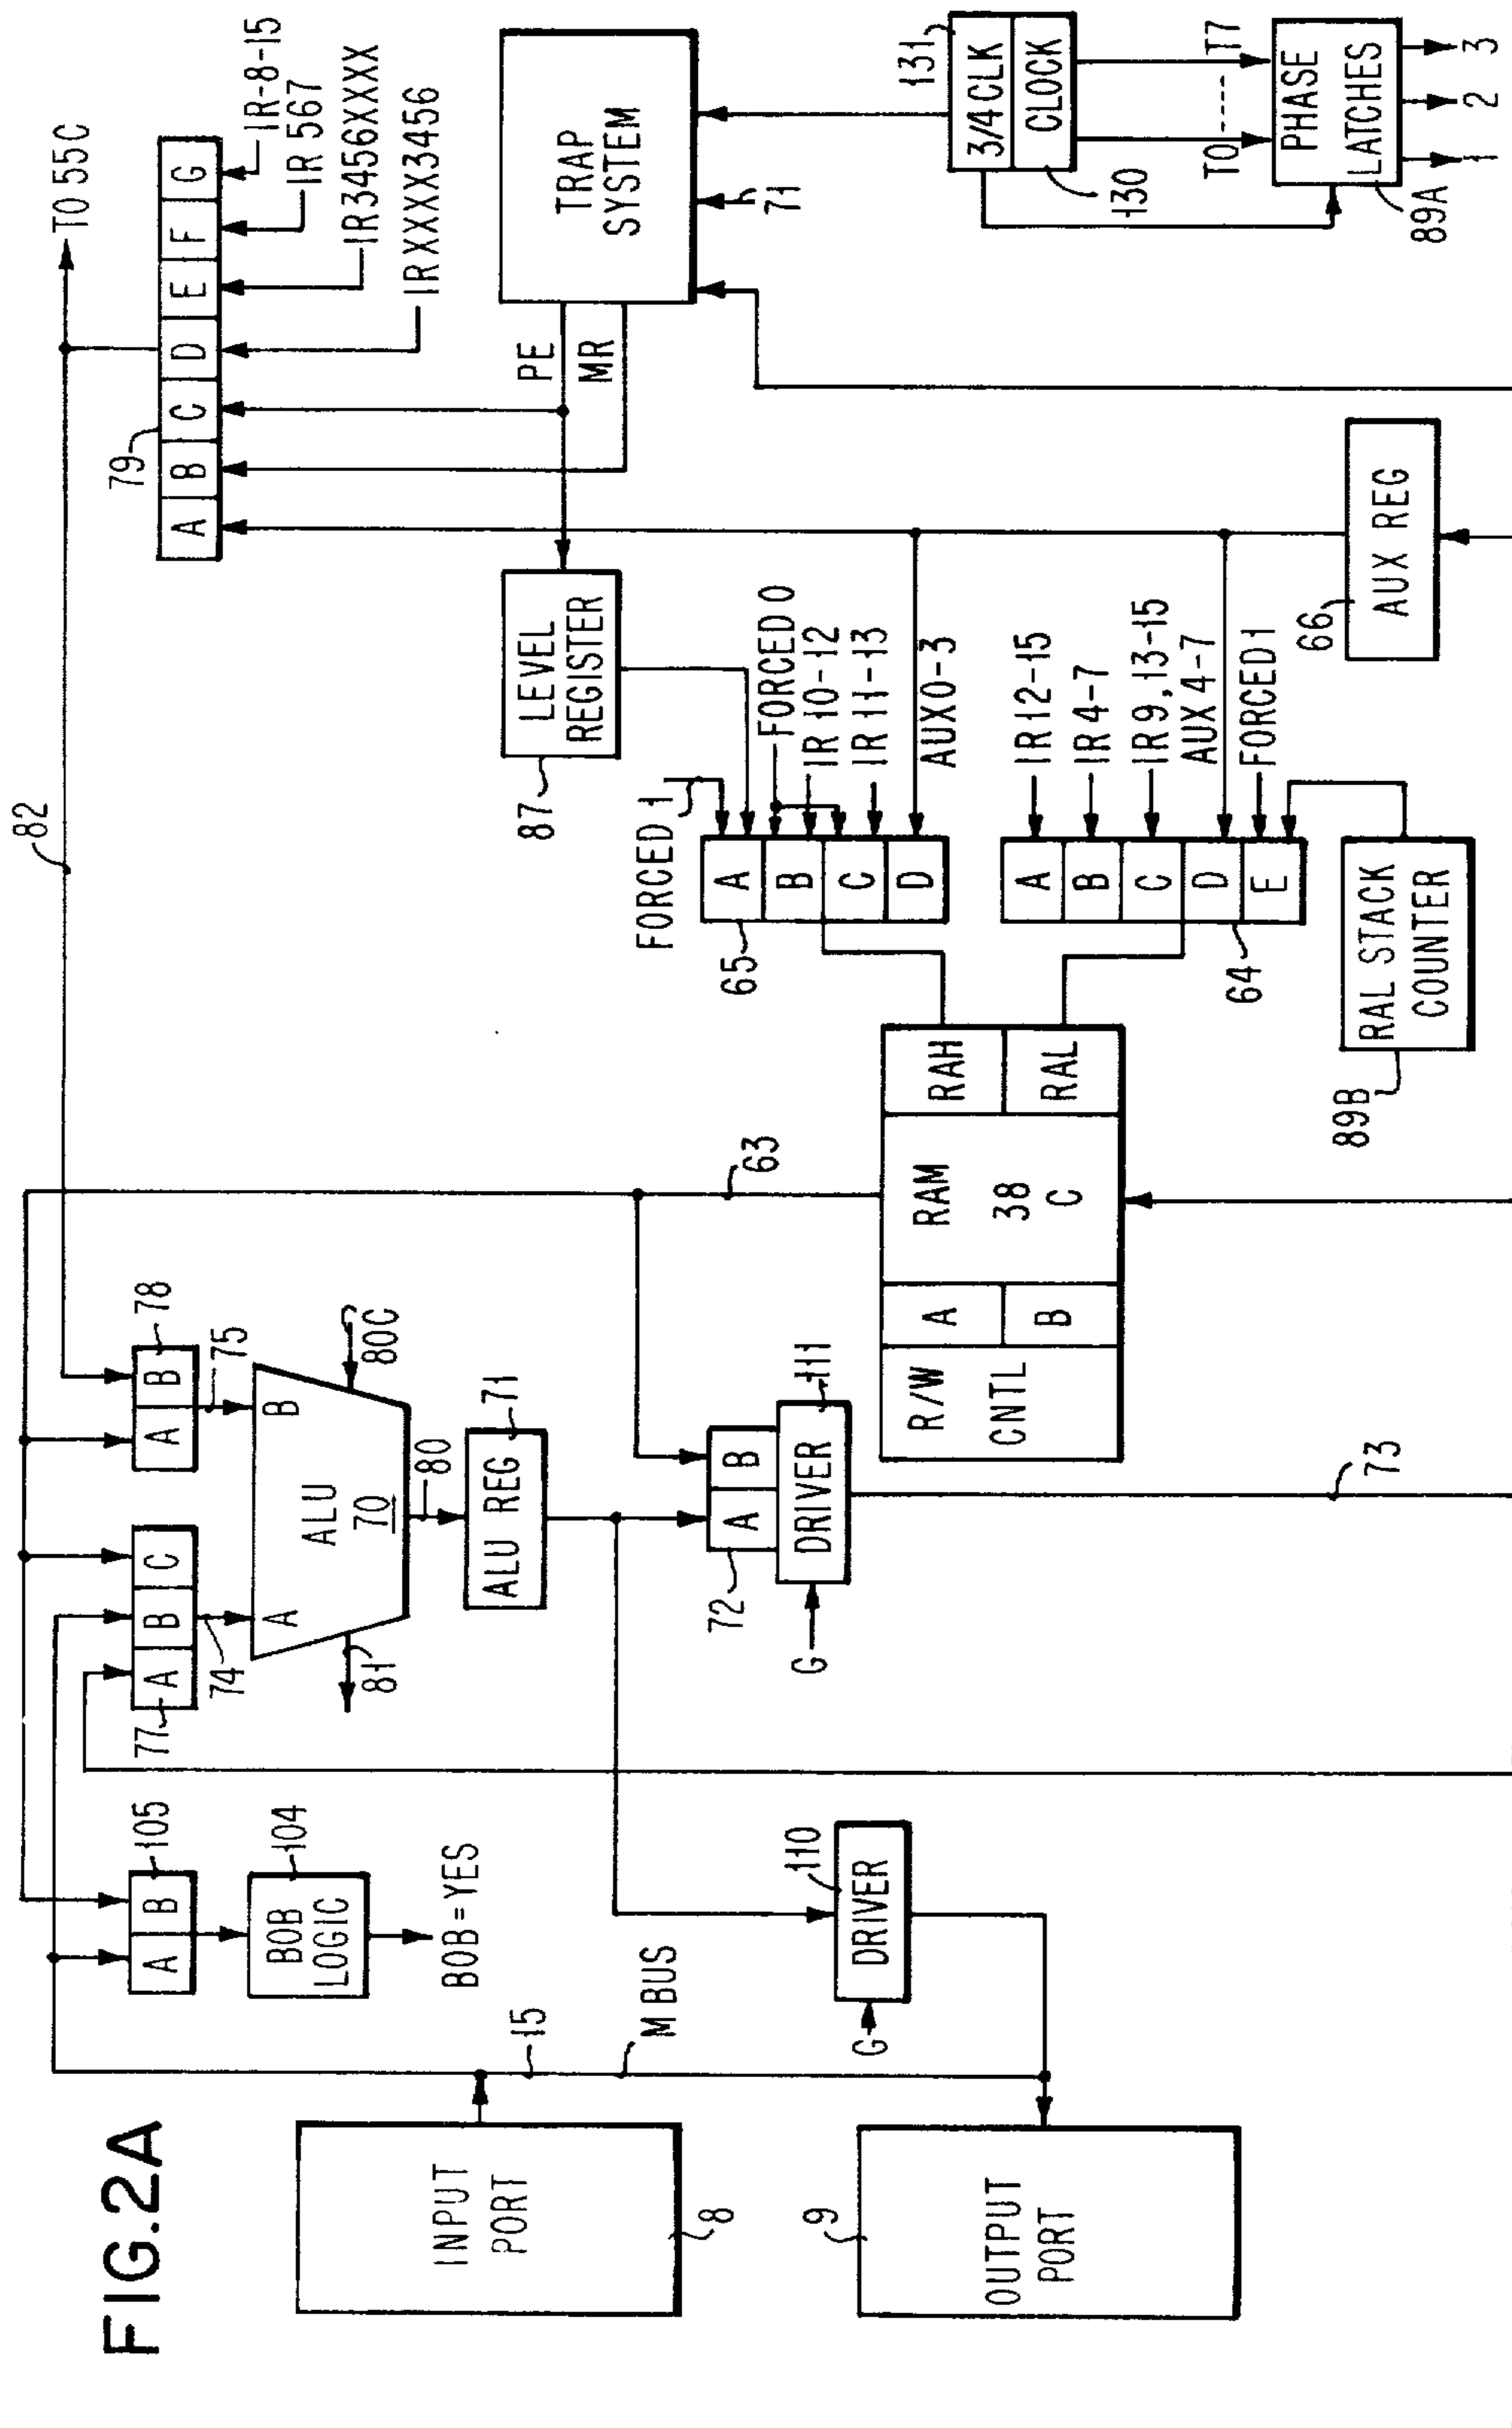 FIG.2A
INPUT
PORT
8
OUTPUT
PORT
9
15
M BUS
A
B
105
BOB
LOGIC
104
BOB=YES
G
DRIVER
110
77
A
B
C
74
A
B
78
75
A
B
ALU
70
81
80C
80
ALU REG
71
72
A
B
DRIVER
111
G
73
63
82
TO 55C
R/W
CNTL
A
B
RAM
38
C
RAH
RAL
65
A
B
C
D
FORCED 1
FORCED 0
IR 10-12
IR 11-13
AUX 0-3
64
A
B
C
D
E
IR 12-15
IR 4-7
IR 9, 13-15
AUX 4-7
FORCED 1
RAL STACK
COUNTER
89B
LEVEL
REGISTER
87
66
AUX REG
79
A
B
C
D
E
F
G
IR-8-15
IR 567
IR3456XXXX
IRXXXX3456
PE
MR
TRAP
SYSTEM
71
131
3/4 CLK
CLOCK
130
T0 ---- T7
PHASE
LATCHES
89A
1
2
3